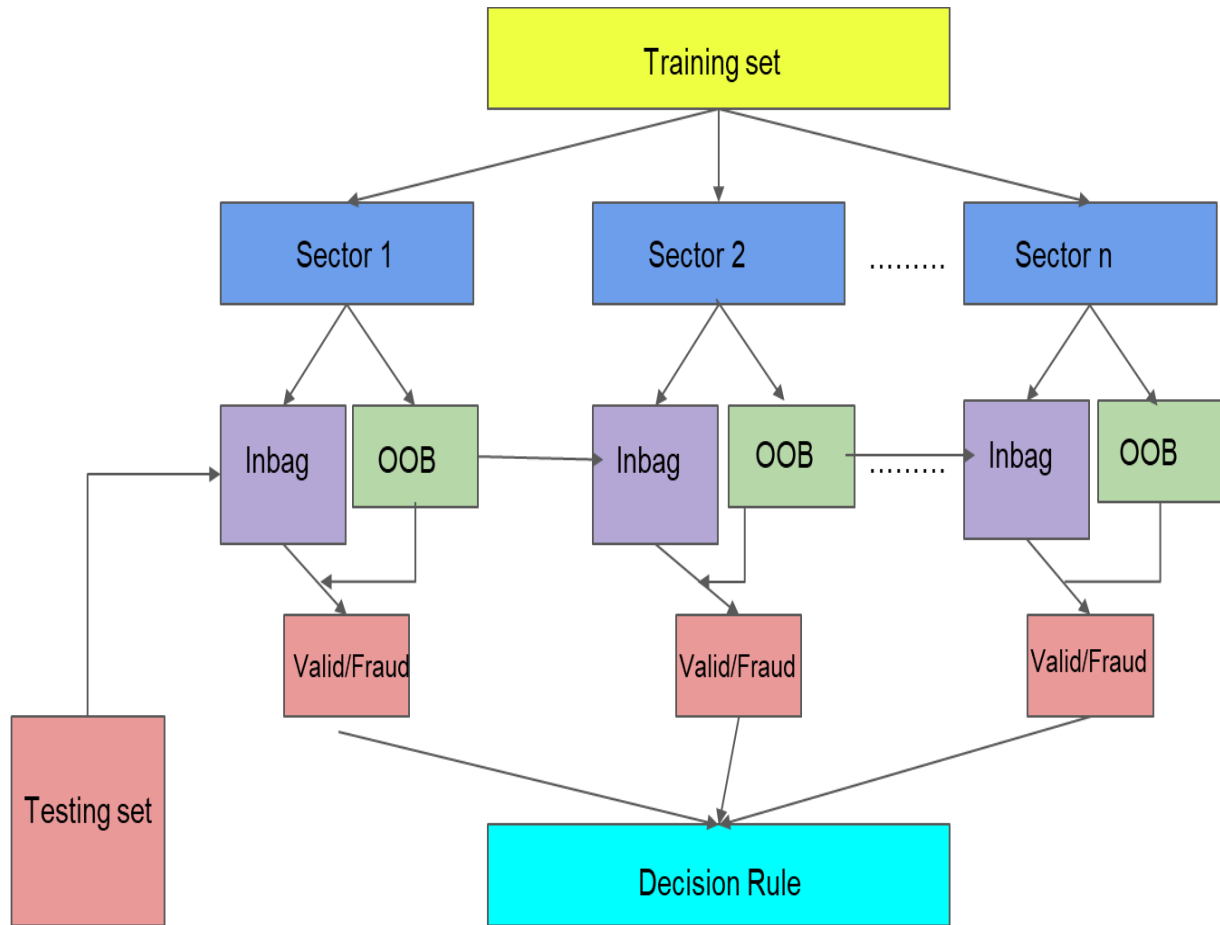 Training set
Sector 1
Sector 2
.........
Sector n
Inbag
OOB
Inbag
OOB
.........
Inbag
OOB
Valid/Fraud
Valid/Fraud
Valid/Fraud
Testing set
Decision Rule